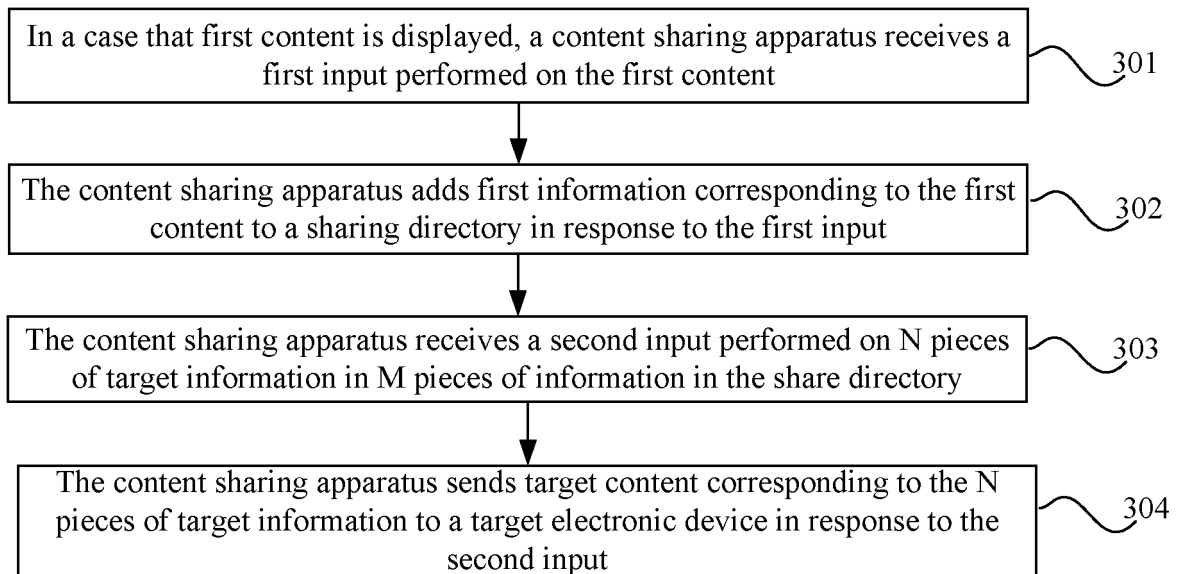 In a case that first content is displayed, a content sharing apparatus receives a
first input performed on the first content
301
The content sharing apparatus adds first information corresponding to the first
content to a sharing directory in response to the first input
302
The content sharing apparatus receives a second input performed on N pieces
of target information in M pieces of information in the share directory
303
The content sharing apparatus sends target content corresponding to the N
pieces of target information to a target electronic device in response to the
second input
304